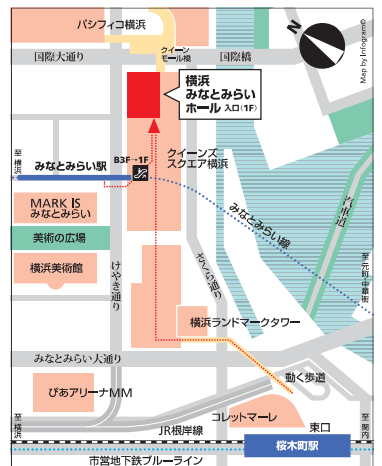 パシフィコ横浜
国際大通り
クイーン
モール橋
国際橋
N
Map by Infogram©
横浜
みなとみらい
ホール 入口(1F)
至横浜
みなとみらい駅
B3F→1F
クイーンズ
スクエア横浜
MARK IS
みなとみらい
美術の広場
横浜美術館
けやき通り
さくら通り
みなとみらい線
汽車道
至元町・中華街
横浜ランドマークタワー
みなとみらい大通り
ぴあアリーナMM
動く歩道
コレットマーレ
東口
至横浜
JR根岸線
桜木町駅
至関内
市営地下鉄ブルーライン